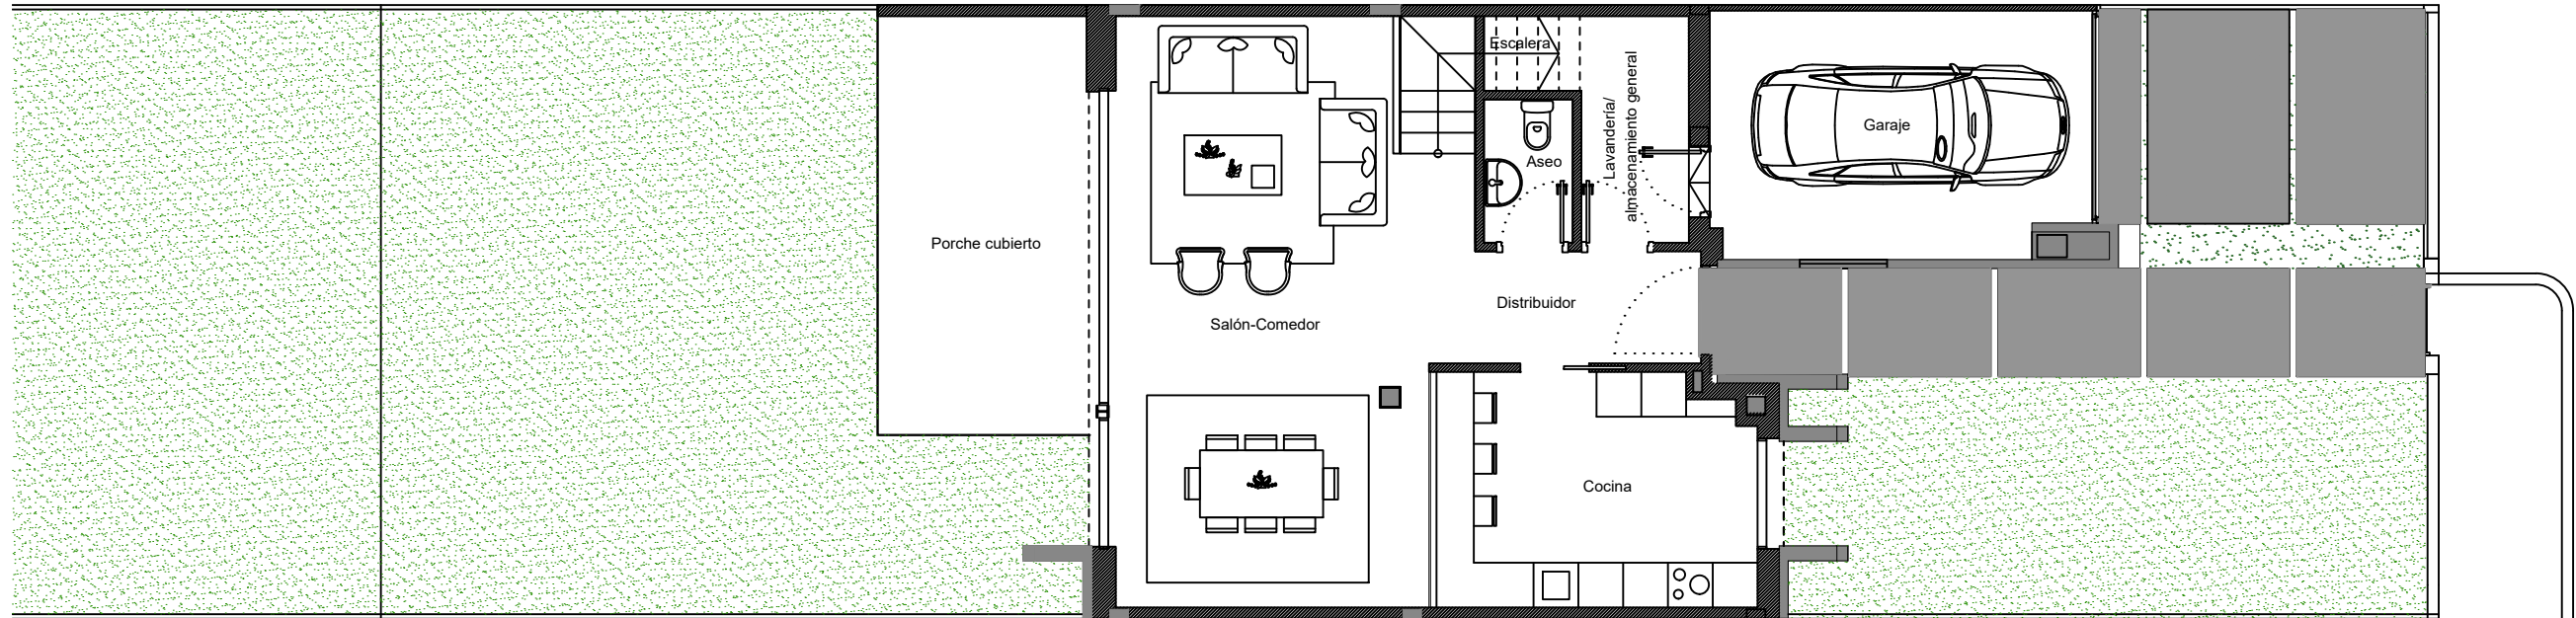 Escalera
Lavandería/
almacenamiento general
Garaje
Aseo
Porche cubierto
Distribuidor
Salón-Comedor
Cocina